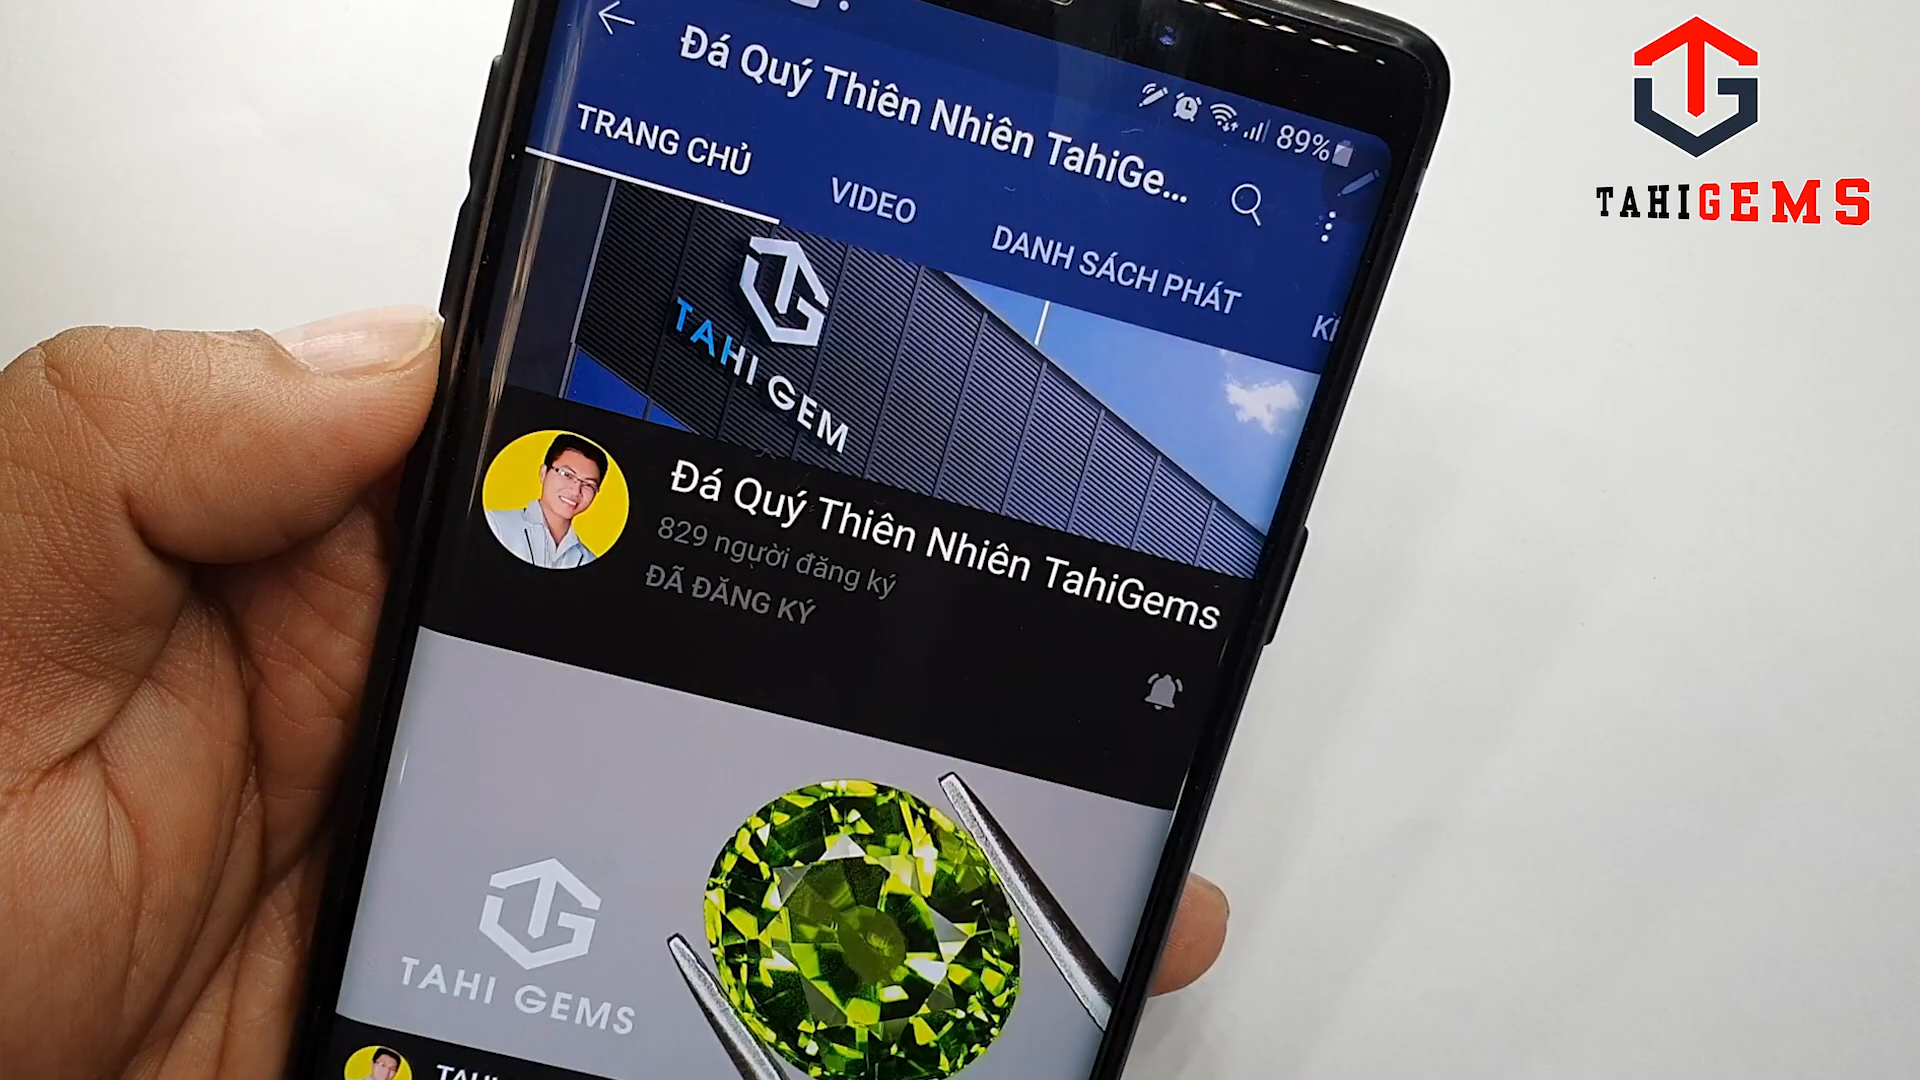 Đá Quý Thiên Nhiên TahiGe...
89%
TRANG CHỦ
VIDEO
DANH SÁCH PHÁT
TAHI GEM
Đá Quý Thiên Nhiên TahiGems
829 người đăng ký
ĐÃ ĐĂNG KÝ
TAHI GEMS
TAHIGEMS